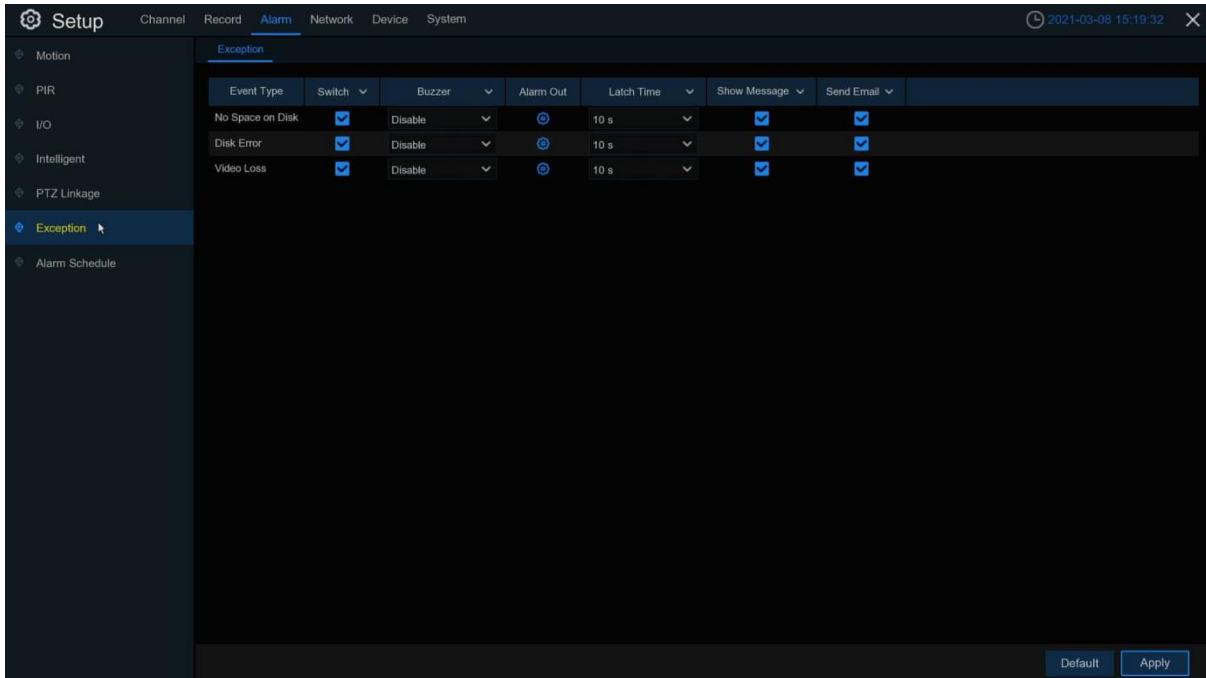 Setup Channel Record Alarm Network Device System 2021-03-08 15:19:32
Motion
PIR
I/O
Intelligent
PTZ Linkage
Exception
Alarm Schedule
Exception
Event Type Switch Buzzer Alarm Out Latch Time Show Message Send Email
No Space on Disk Disable 10 s
Disk Error Disable 10 s
Video Loss Disable 10 s
Default Apply